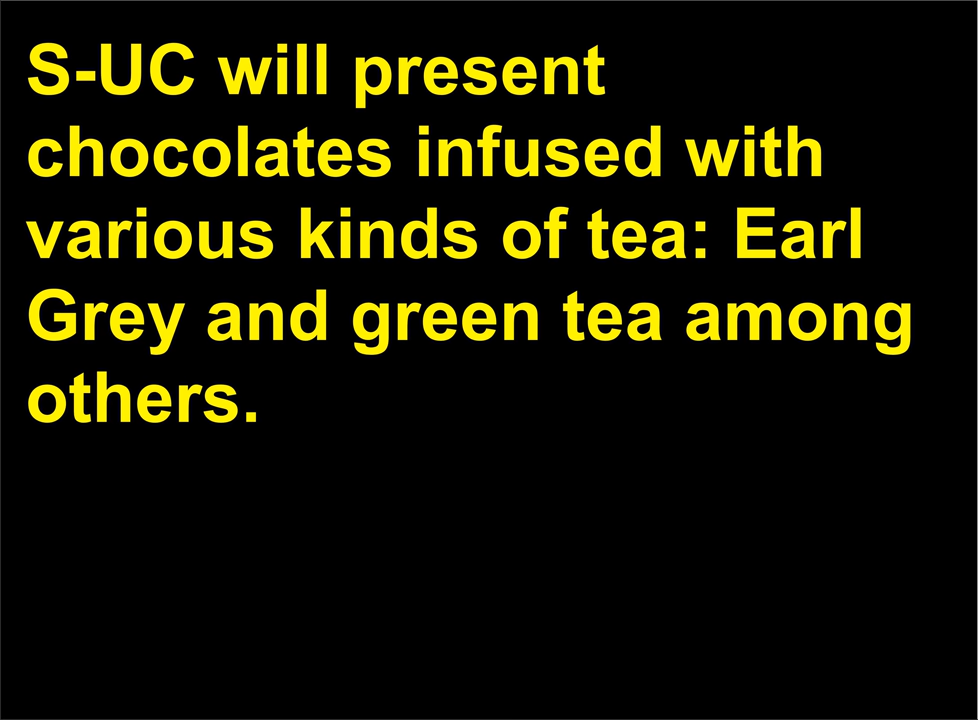 S-UC will present
chocolates infused with
various kinds of tea: Earl
Grey and green tea among
others.